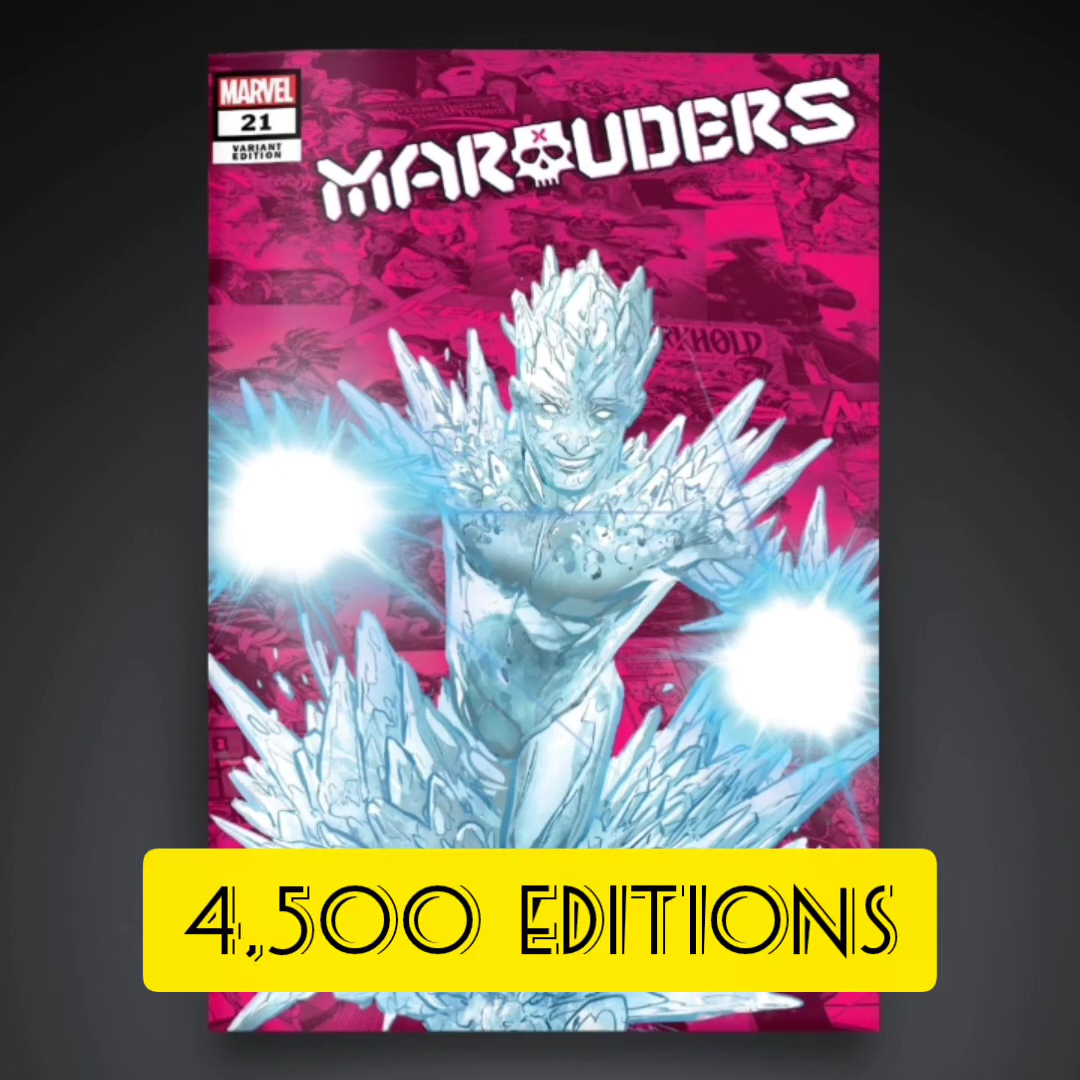 MARVEL
21
VARIANT
EDITION
MARAUDERS
4,500 EDITIONS